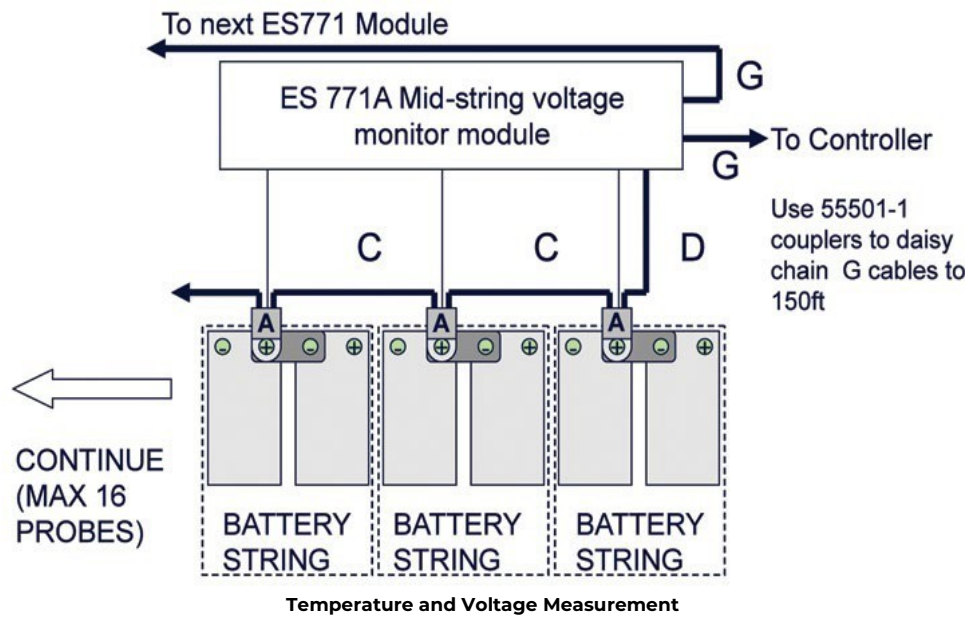 To next ES771 Module
G
ES 771A Mid-string voltage
monitor module
To Controller
G
Use 55501-1
couplers to daisy
chain G cables to
150ft
C
C
D
A
A
A
- + - +
- + - +
- + - +
CONTINUE
(MAX 16
PROBES)
BATTERY
STRING
BATTERY
STRING
BATTERY
STRING
Temperature and Voltage Measurement